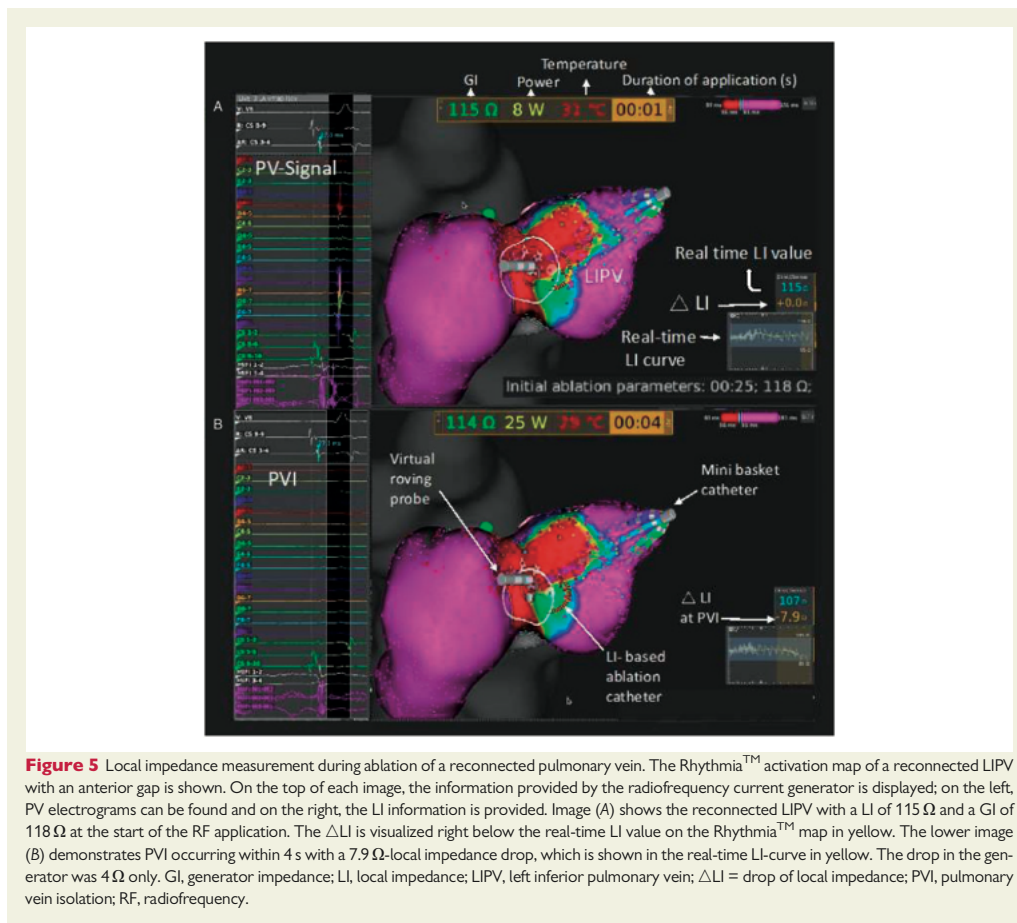 Temperature
GI
Power
Duration of application (s)
A
115 Ω 8 W 31 °C 00:01
PV-Signal
LIPV
Real time LI value
115Ω
△ LI
+0.0Ω
Real-time
LI curve
Initial ablation parameters: 00:25; 118 Ω;
B
114 Ω 25 W 29 °C 00:04
PVI
Virtual
roving
probe
Mini basket
catheter
△ LI
at PVI
107Ω
-7.9Ω
LI- based
ablation
catheter
Figure 5 Local impedance measurement during ablation of a reconnected pulmonary vein. The Rhythmia™ activation map of a reconnected LIPV
with an anterior gap is shown. On the top of each image, the information provided by the radiofrequency current generator is displayed; on the left,
PV electrograms can be found and on the right, the LI information is provided. Image (A) shows the reconnected LIPV with a LI of 115 Ω and a GI of
118 Ω at the start of the RF application. The △LI is visualized right below the real-time LI value on the Rhythmia™ map in yellow. The lower image
(B) demonstrates PVI occurring within 4 s with a 7.9 Ω-local impedance drop, which is shown in the real-time LI-curve in yellow. The drop in the gen-
erator was 4 Ω only. GI, generator impedance; LI, local impedance; LIPV, left inferior pulmonary vein; △LI = drop of local impedance; PVI, pulmonary
vein isolation; RF, radiofrequency.